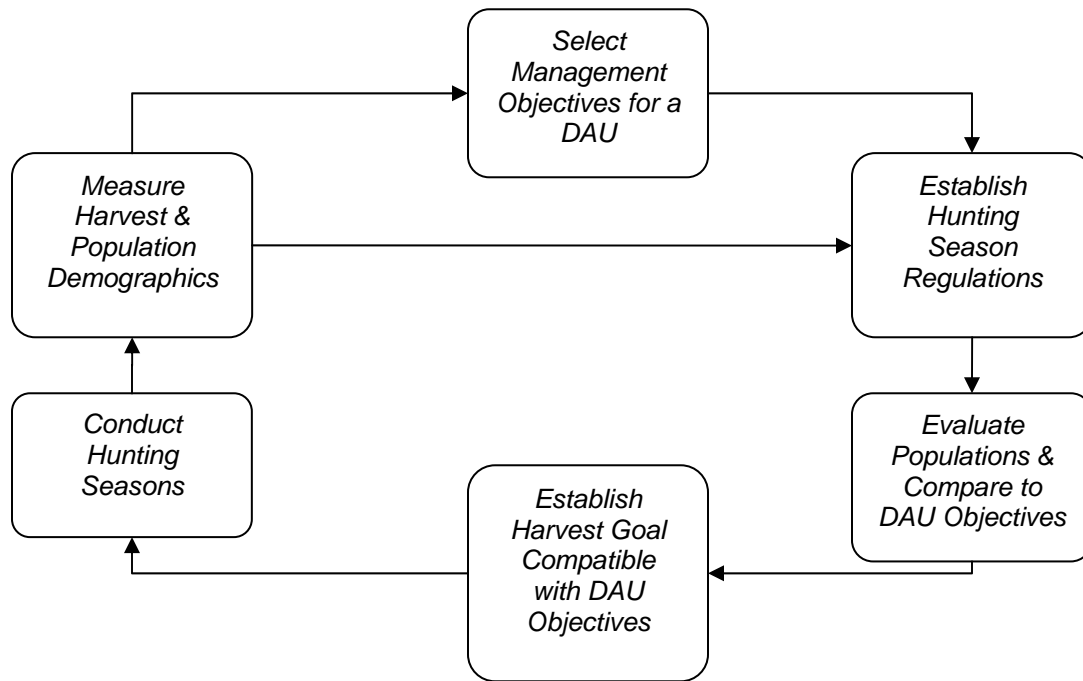 Select
Management
Objectives for a
DAU
Measure
Harvest &
Population
Demographics
Establish
Hunting
Season
Regulations
Conduct
Hunting
Seasons
Evaluate
Populations &
Compare to
DAU Objectives
Establish
Harvest Goal
Compatible
with DAU
Objectives